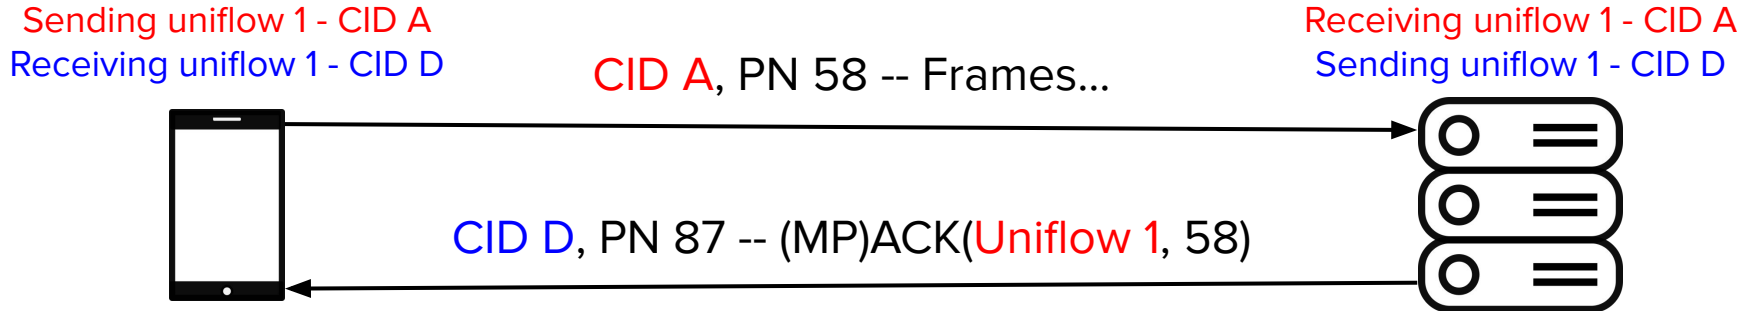 Sending uniflow 1 - CID A
Receiving uniflow 1 - CID D
Receiving uniflow 1 - CID A
Sending uniflow 1 - CID D
CID A, PN 58 -- Frames...
CID D, PN 87 -- (MP)ACK(Uniflow 1, 58)